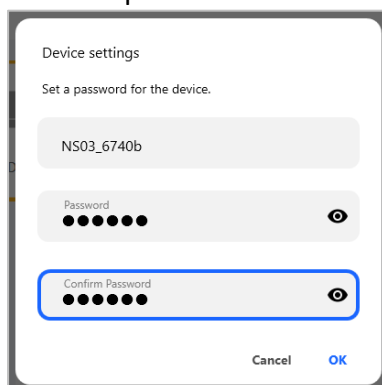 Device settings
Set a password for the device.
NS03_6740b
Password
●●●●●●
Confirm Password
●●●●●●
Cancel OK